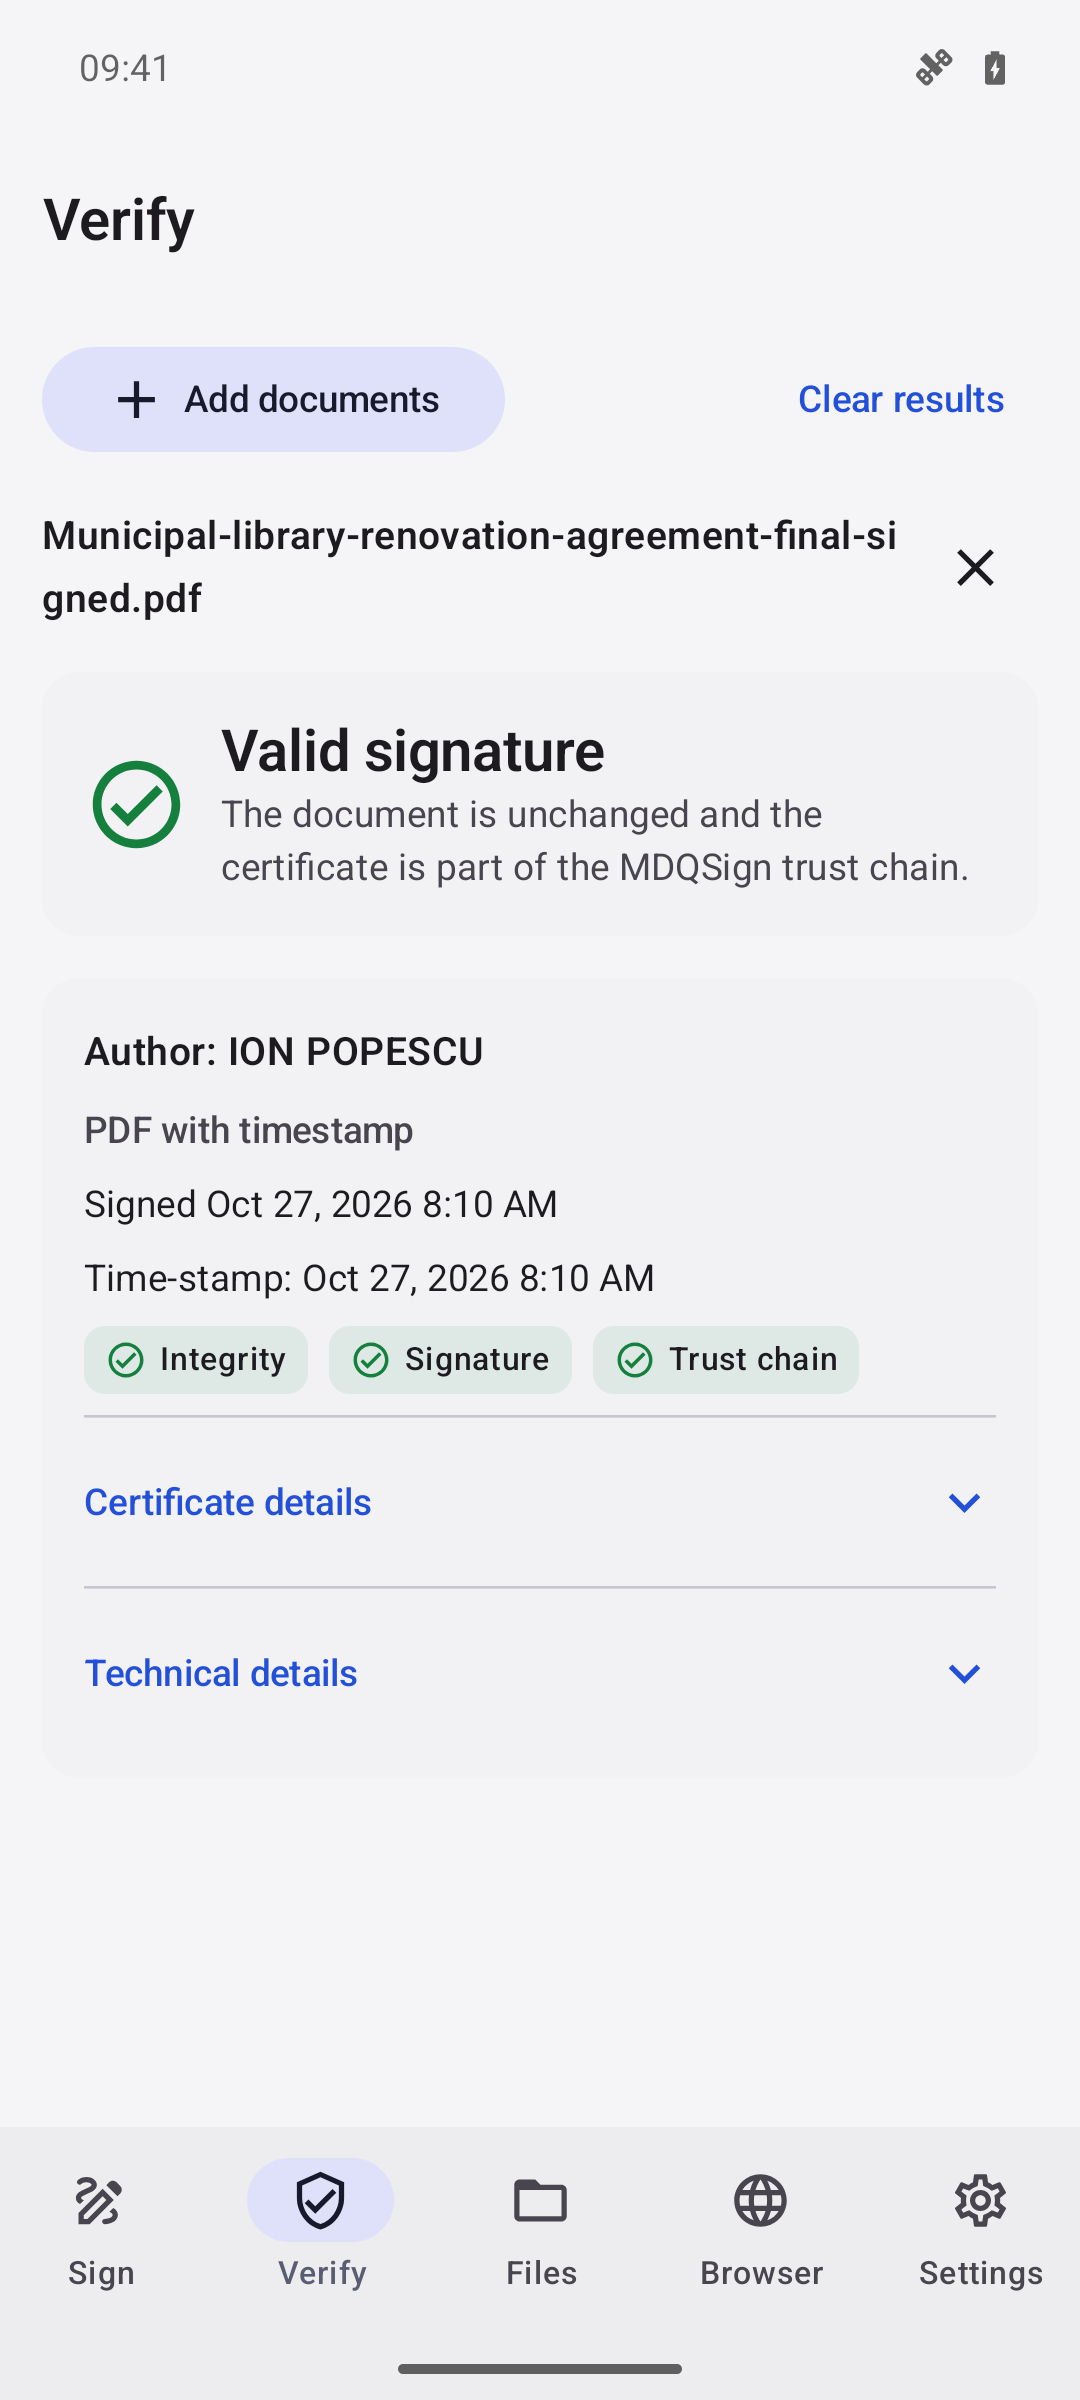 09:41
Verify
Add documents
Clear results
Municipal-library-renovation-agreement-final-si
gned.pdf
Valid signature
The document is unchanged and the
certificate is part of the MDQSign trust chain.
Author: ION POPESCU
PDF with timestamp
Signed Oct 27, 2026 8:10 AM
Time-stamp: Oct 27, 2026 8:10 AM
Integrity
Signature
Trust chain
Certificate details
Technical details
Sign
Verify
Files
Browser
Settings